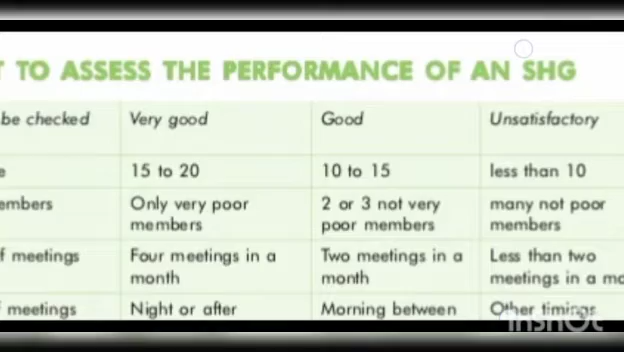 T TO ASSESS THE PERFORMANCE OF AN SHG
be checked Very good Good Unsatisfactory
e 15 to 20 10 to 15 less than 10
embers Only very poor 2 or 3 not very many not poor
members poor members members
f meetings Four meetings in a Two meetings in a Less than two
month month meetings in a mo
f meetings Night or after Morning between Other timings
InShOt